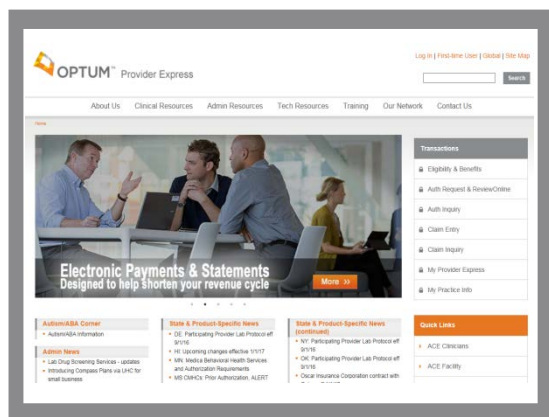 Log In | First-time User | Global | Site Map
OPTUM™ Provider Express
Search
About Us Clinical Resources Admin Resources Tech Resources Training Our Network Contact Us
Home
Electronic Payments & Statements
Designed to help shorten your revenue cycle
More >>
Transactions
Eligibility & Benefits
Auth Request & ReviewOnline
Auth Inquiry
Claim Entry
Claim Inquiry
My Provider Express
My Practice Info
Quick Links
ACE Clinicians
ACE Facility
Autism/ABA Corner
Autism/ABA Information
Admin News
Lab Drug Screening Services - updates
Introducing Compass Plans via UHC for
small business
State & Product-Specific News
DE: Participating Provider Lab Protocol eff
9/1/16
HI: Upcoming changes effective 1/1/17
MN: Medica Behavioral Health Services
and Authorization Requirements
MS CMHCs: Prior Authorization, ALERT
State & Product-Specific News
(continued)
NY: Participating Provider Lab Protocol eff
9/1/16
OK: Participating Provider Lab Protocol eff
9/1/16
Oscar Insurance Corporation contract with